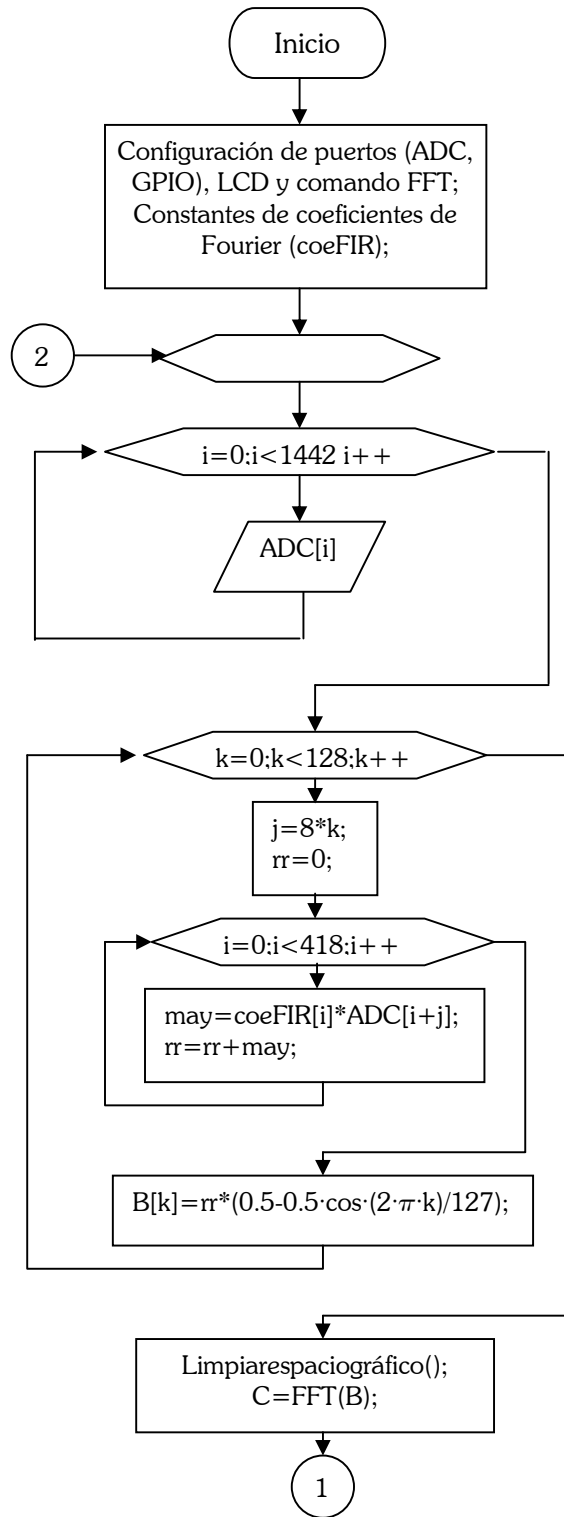 Inicio
Configuración de puertos (ADC,
GPIO), LCD y comando FFT;
Constantes de coeficientes de
Fourier (coeFIR);
2
i=0;i<1442 i++
ADC[i]
k=0;k<128;k++
j=8*k;
rr=0;
i=0;i<418;i++
may=coeFIR[i]*ADC[i+j];
rr=rr+may;
B[k]=rr*(0.5-0.5·cos·(2·π·k)/127);
Limpiarespaciográfico();
C=FFT(B);
1